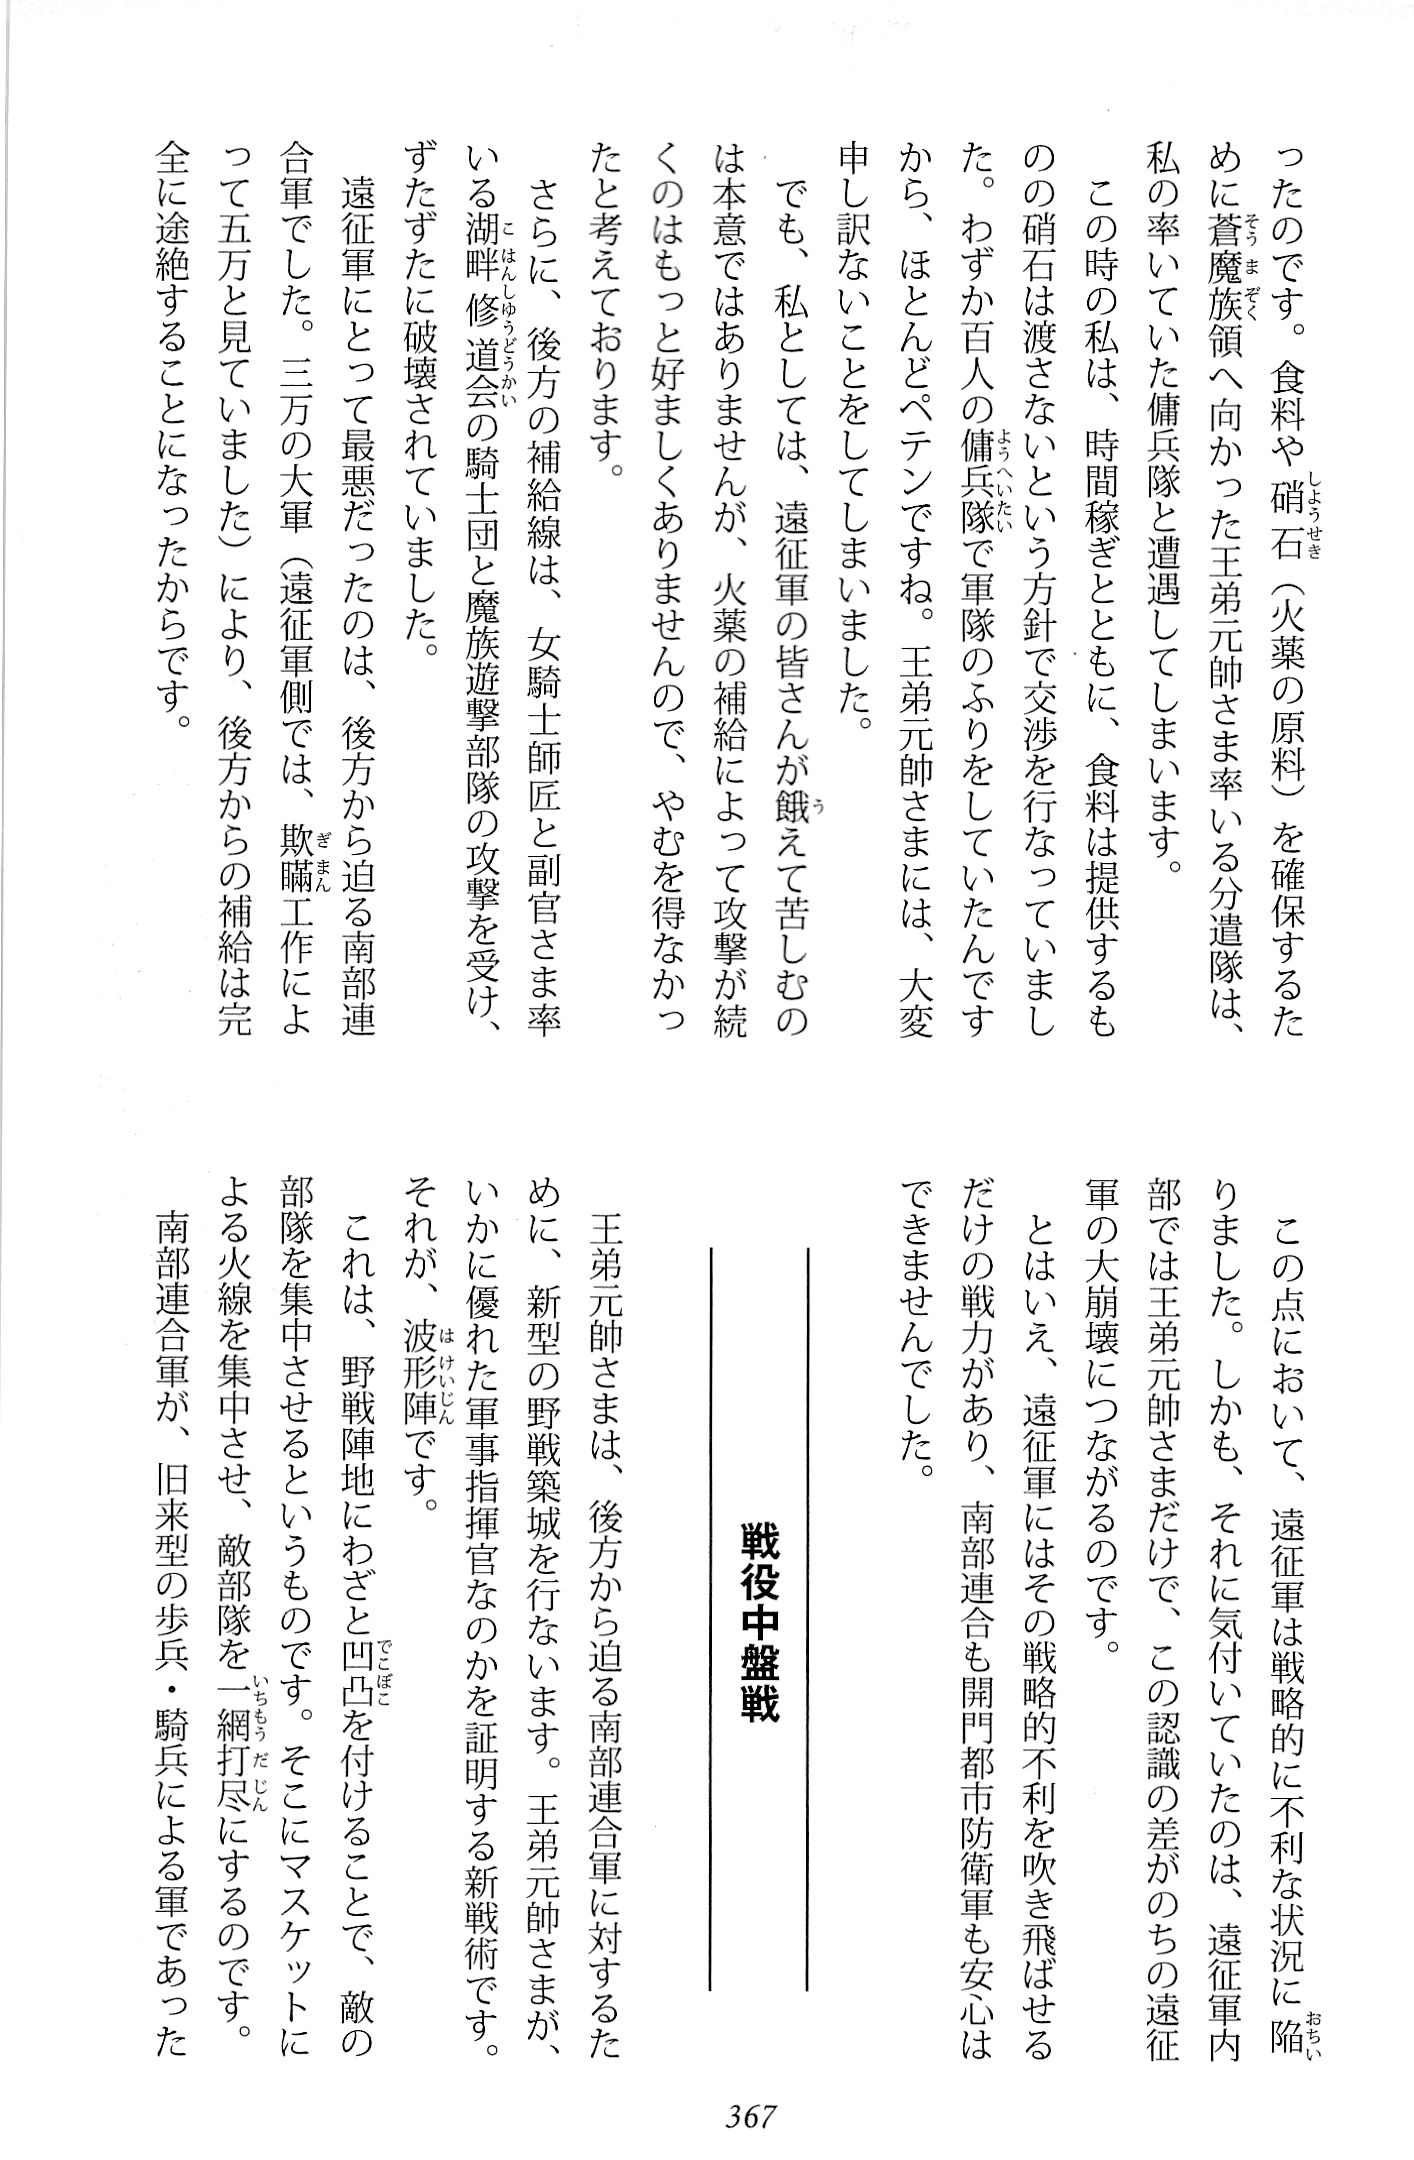 ったのです。食料や硝石（火薬の原料）を確保するた
めに蒼魔族領へ向かった王弟元帥さま率いる分遣隊は、
私の率いていた傭兵隊と遭遇してしまいます。
　この時の私は、時間稼ぎとともに、食料は提供するも
のの硝石は渡さないという方針で交渉を行なっていまし
た。わずか百人の傭兵隊で軍隊のふりをしていたんです
から、ほとんどペテンですね。王弟元帥さまには、大変
申し訳ないことをしてしまいました。
　でも、私としては、遠征軍の皆さんが餓えて苦しむの
は本意ではありませんが、火薬の補給によって攻撃が続
くのはもっと好ましくありませんので、やむを得なかっ
たと考えております。
　さらに、後方の補給線は、女騎士師匠と副官さま率
いる湖畔修道会の騎士団と魔族遊撃部隊の攻撃を受け、
ずたずたに破壊されていました。
　遠征軍にとって最悪だったのは、後方から迫る南部連
合軍でした。三万の大軍（遠征軍側では、欺瞞工作によ
って五万と見ていました）により、後方からの補給は完
全に途絶することになったからです。
　この点において、遠征軍は戦略的に不利な状況に陥
りました。しかも、それに気付いていたのは、遠征軍内
部では王弟元帥さまだけで、この認識の差がのちの遠征
軍の大崩壊につながるのです。
　とはいえ、遠征軍にはその戦略的不利を吹き飛ばせる
だけの戦力があり、南部連合も開門都市防衛軍も安心は
できませんでした。
戦役中盤戦
　王弟元帥さまは、後方から迫る南部連合軍に対するた
めに、新型の野戦築城を行ないます。王弟元帥さまが、
いかに優れた軍事指揮官なのかを証明する新戦術です。
それが、波形陣です。
　これは、野戦陣地にわざと凹凸を付けることで、敵の
部隊を集中させるというものです。そこにマスケットに
よる火線を集中させ、敵部隊を一網打尽にするのです。
　南部連合軍が、旧来型の歩兵・騎兵による軍であった
367